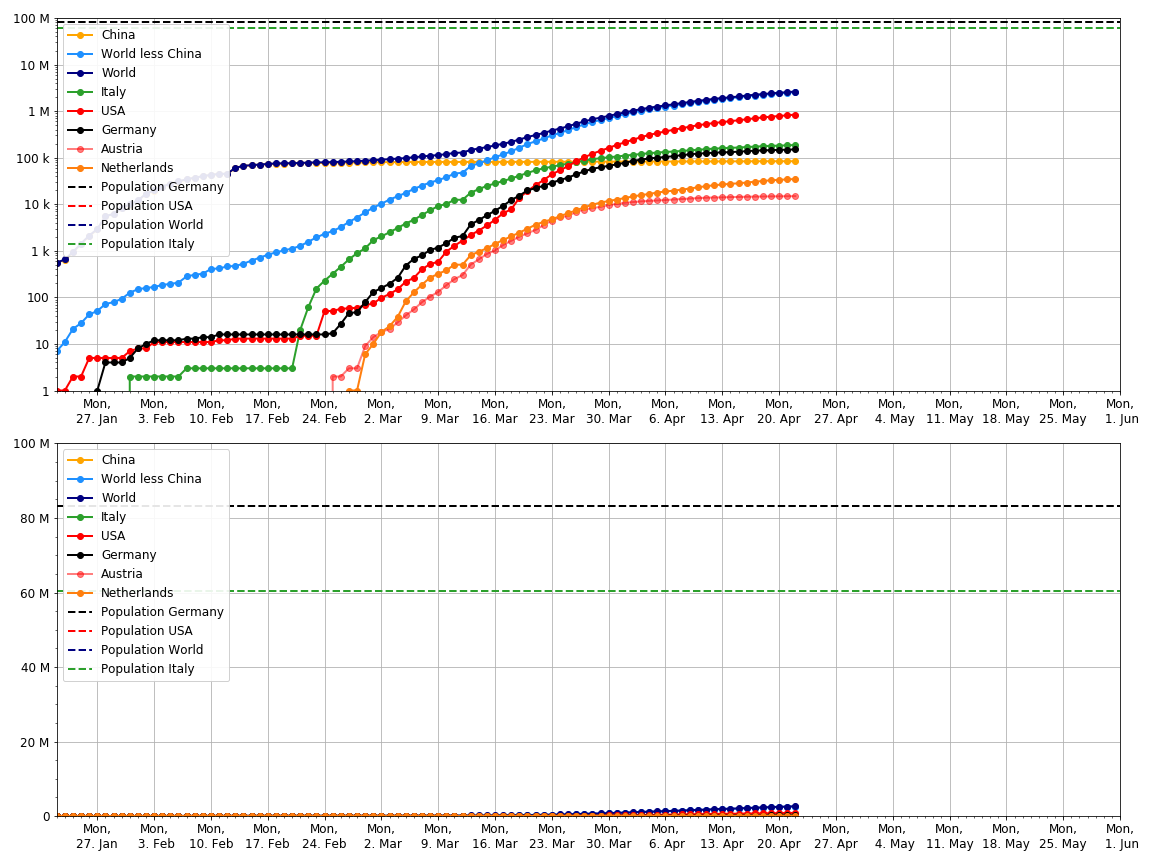 100 M
10 M
1 M
100 k
10 k
1 k
100
10
1
China
World less China
World
Italy
USA
Germany
Austria
Netherlands
Population Germany
Population USA
Population World
Population Italy
Mon, Mon, Mon, Mon, Mon, Mon, Mon, Mon, Mon, Mon, Mon, Mon, Mon, Mon, Mon, Mon, Mon, Mon, Mon,
27. Jan 3. Feb 10. Feb 17. Feb 24. Feb 2. Mar 9. Mar 16. Mar 23. Mar 30. Mar 6. Apr 13. Apr 20. Apr 27. Apr 4. May 11. May 18. May 25. May 1. Jun
100 M
80 M
60 M
40 M
20 M
0
China
World less China
World
Italy
USA
Germany
Austria
Netherlands
Population Germany
Population USA
Population World
Population Italy
Mon, Mon, Mon, Mon, Mon, Mon, Mon, Mon, Mon, Mon, Mon, Mon, Mon, Mon, Mon, Mon, Mon, Mon, Mon,
27. Jan 3. Feb 10. Feb 17. Feb 24. Feb 2. Mar 9. Mar 16. Mar 23. Mar 30. Mar 6. Apr 13. Apr 20. Apr 27. Apr 4. May 11. May 18. May 25. May 1. Jun